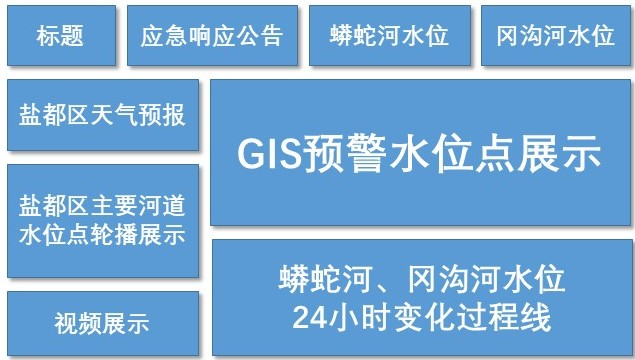 标题
应急响应公告
蟒蛇河水位
冈沟河水位
盐都区天气预报
GIS预警水位点展示
盐都区主要河道
水位点轮播展示
蟒蛇河、冈沟河水位
24小时变化过程线
视频展示